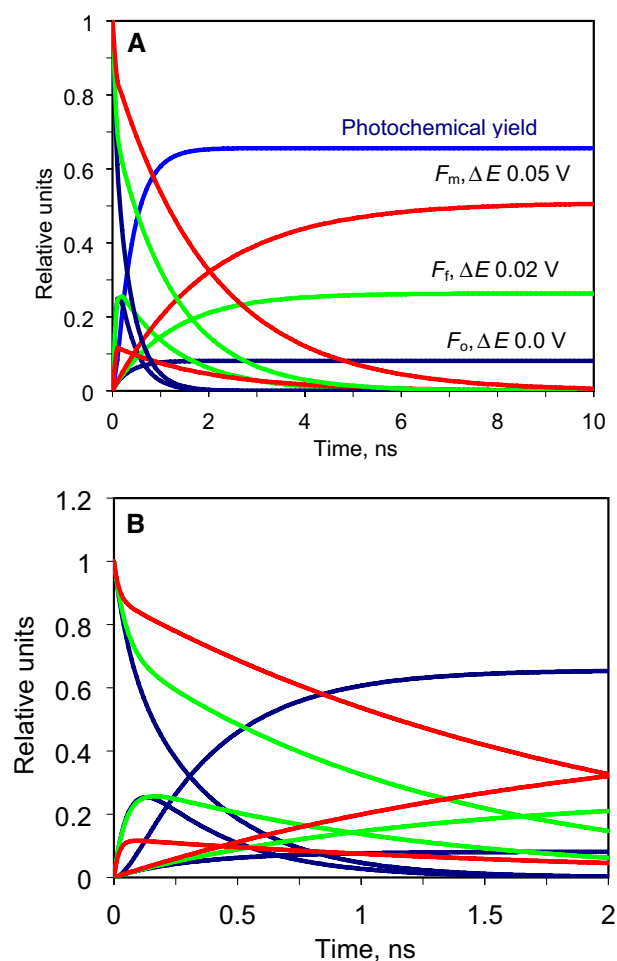 A
Relative units
1
0.8
0.6
0.4
0.2
0
Photochemical yield
Fm, ΔE 0.05 V
Ff, ΔE 0.02 V
Fo, ΔE 0.0 V
0 2 4 6 8 10
Time, ns
B
Relative units
1.2
1
0.8
0.6
0.4
0.2
0
0 0.5 1 1.5 2
Time, ns